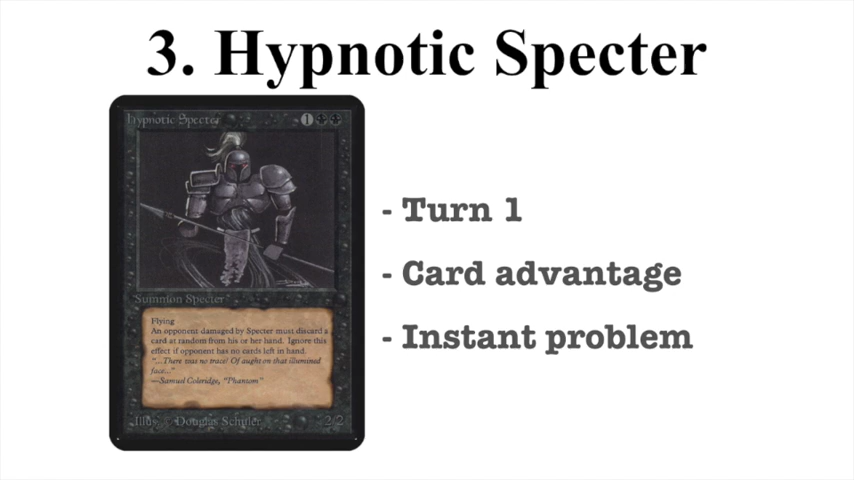 3. Hypnotic Specter
Hypnotic Specter 1
- Turn 1
- Card advantage
- Instant problem
Summon Specter
Flying
An opponent damaged by Specter must discard a
card at random from his or her hand. Ignore this
effect if opponent has no cards left in hand.
"...There was no trace! Of aught on that illumined
face..."
—Samuel Coleridge, "Phantom"
Illus. Douglas Schuler 2/2